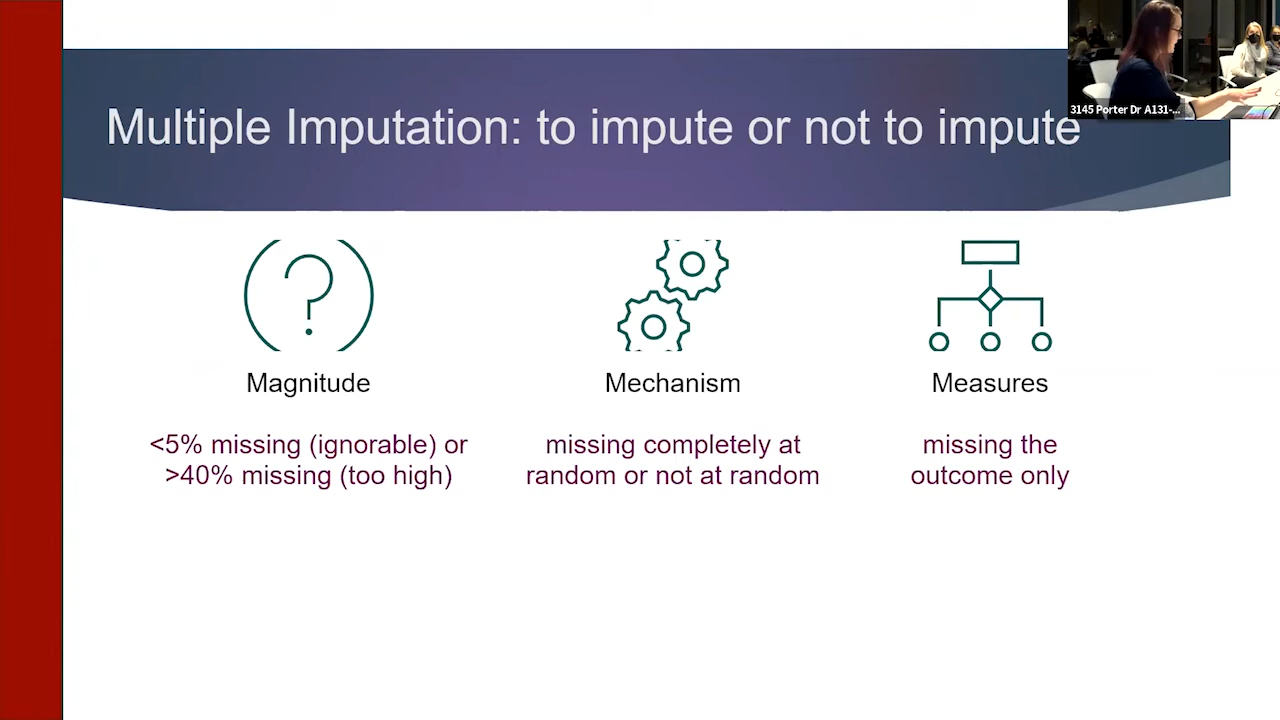 Multiple Imputation: to impute or not to impute
3145 Porter Dr A131-...
Magnitude
Mechanism
Measures
<5% missing (ignorable) or
>40% missing (too high)
missing completely at
random or not at random
missing the
outcome only